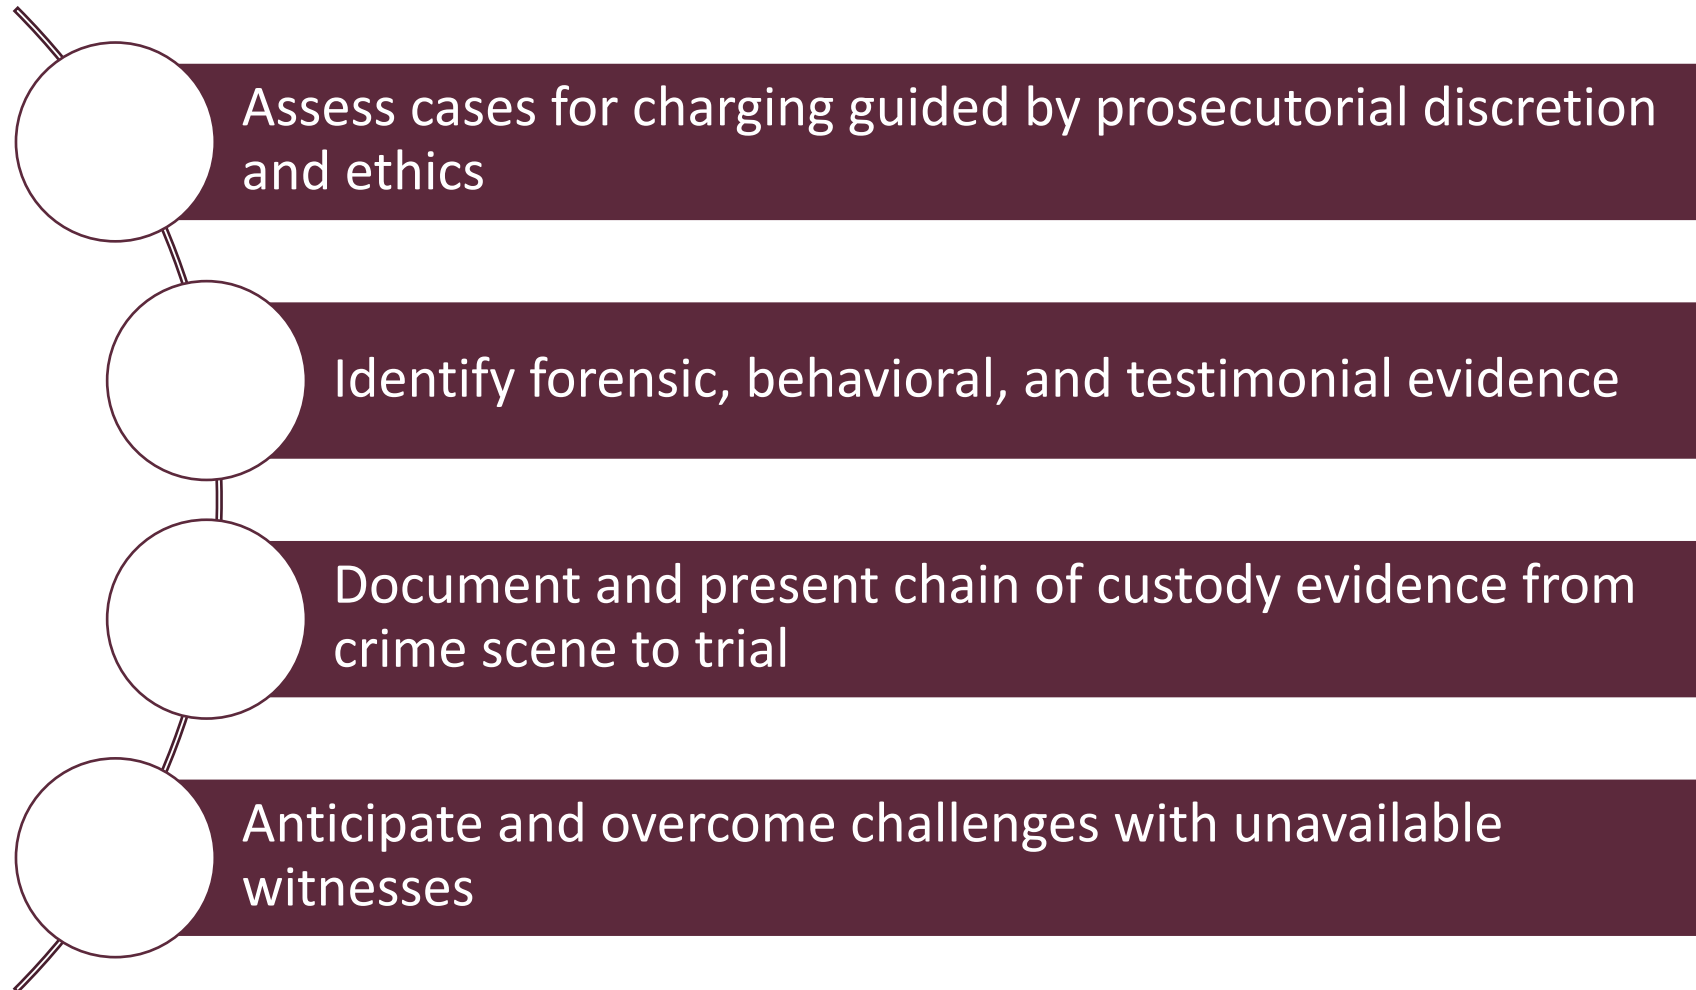 Assess cases for charging guided by prosecutorial discretion
and ethics
Identify forensic, behavioral, and testimonial evidence
Document and present chain of custody evidence from
crime scene to trial
Anticipate and overcome challenges with unavailable
witnesses